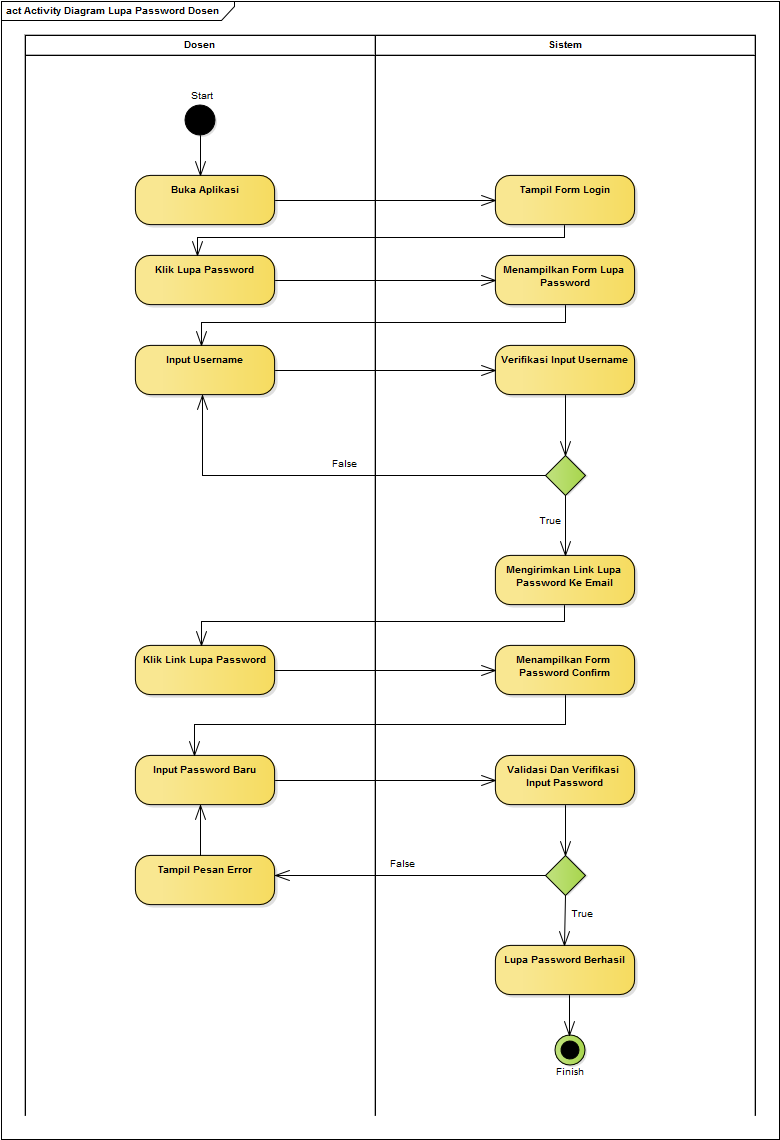 act Activity Diagram Lupa Password Dosen
Dosen
Sistem
Start
Buka Aplikasi
Tampil Form Login
Klik Lupa Password
Menampilkan Form Lupa
Password
Input Username
Verifikasi Input Username
False
True
Mengirimkan Link Lupa
Password Ke Email
Klik Link Lupa Password
Menampilkan Form
Password Confirm
Input Password Baru
Validasi Dan Verifikasi
Input Password
Tampil Pesan Error
False
True
Lupa Password Berhasil
Finish